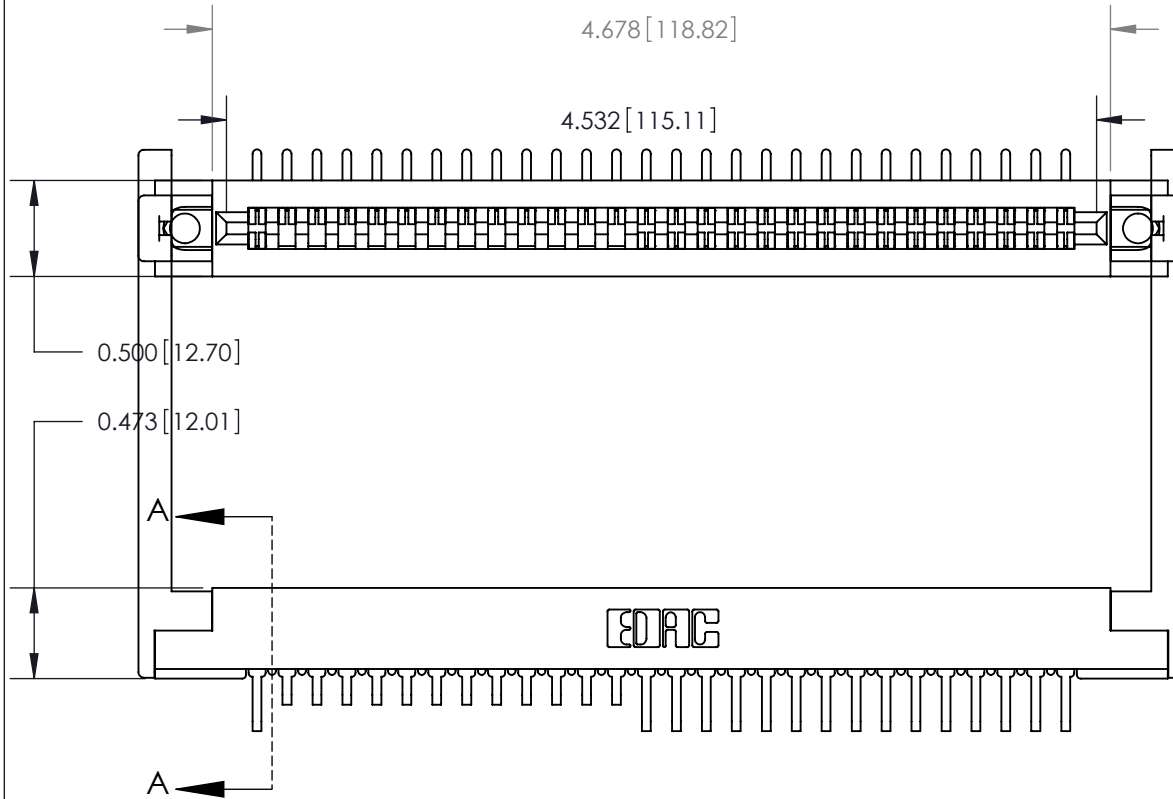 4.678 [118.82]
4.532 [115.11]
0.500 [12.70]
0.473 [12.01]
A
EDAC
A